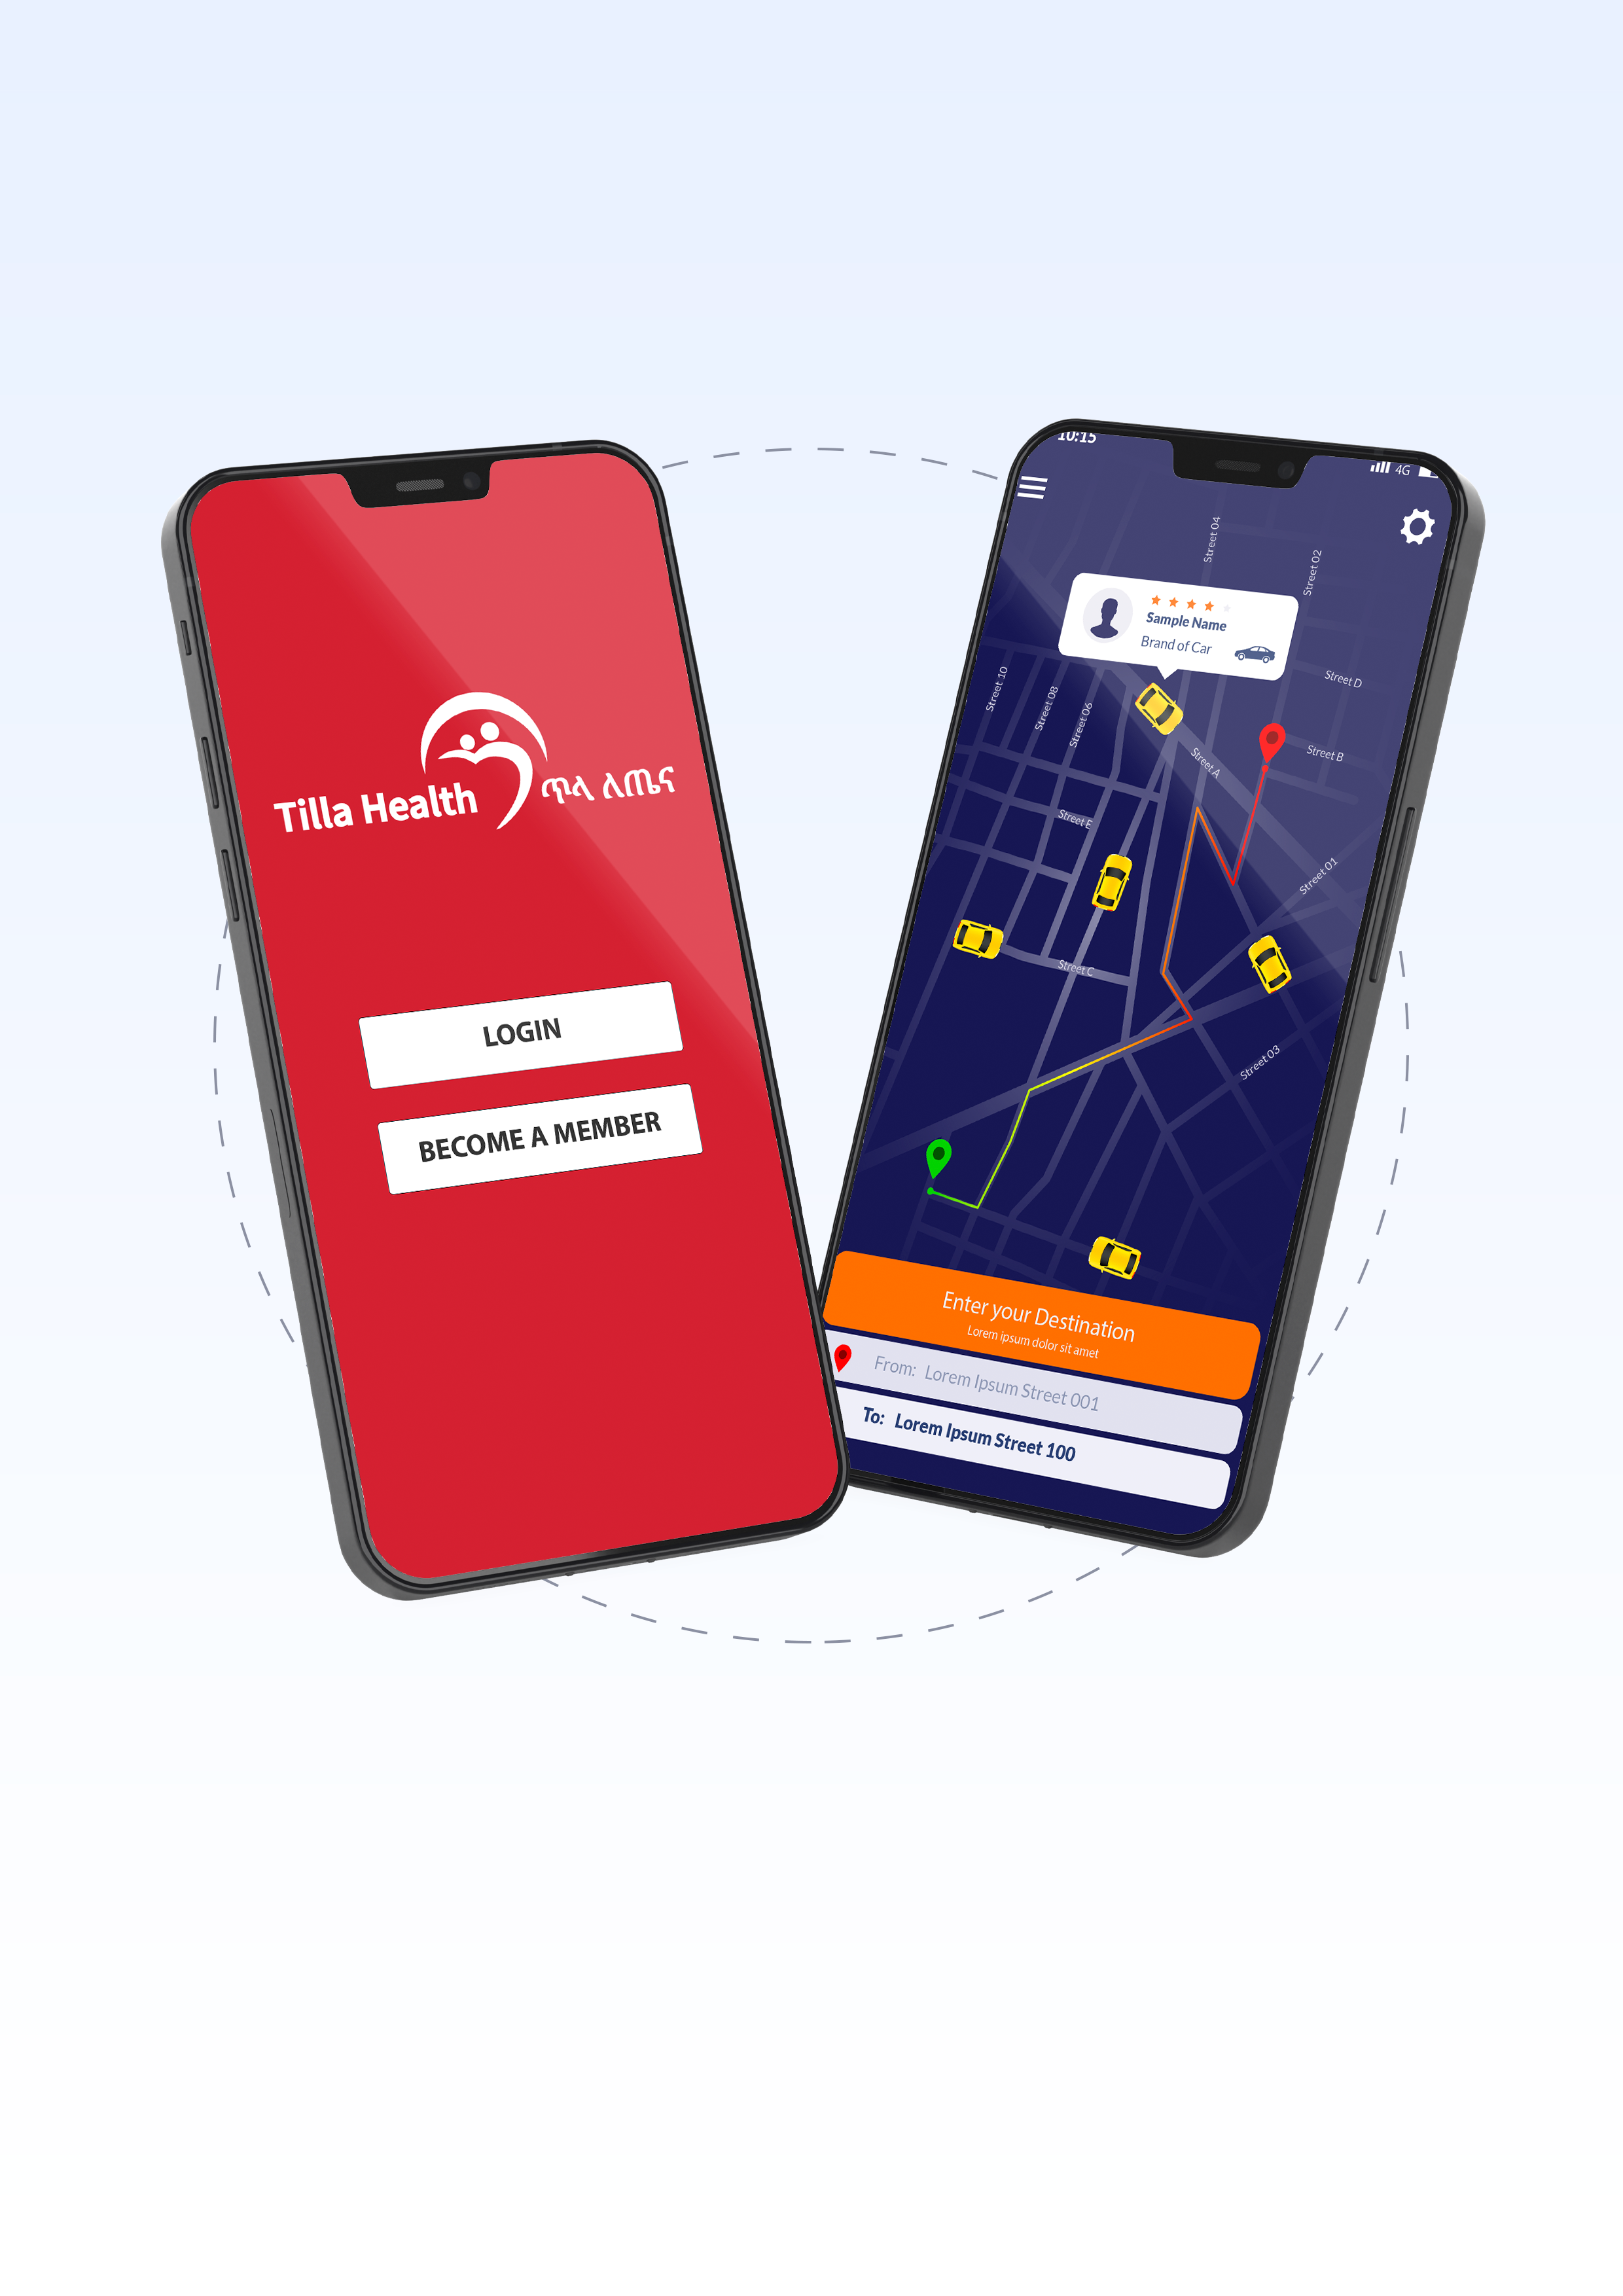 Tilla Health
ጥላ ለጤና
LOGIN
BECOME A MEMBER
10:15
4G
Street 04
Street 02
Sample Name
Brand of Car
Street D
Street 10
Street 08
Street 06
Street A
Street B
Street E
Street 01
Street C
Street 03
Enter your Destination
Lorem ipsum dolor sit amet
From: Lorem Ipsum Street 001
To: Lorem Ipsum Street 100